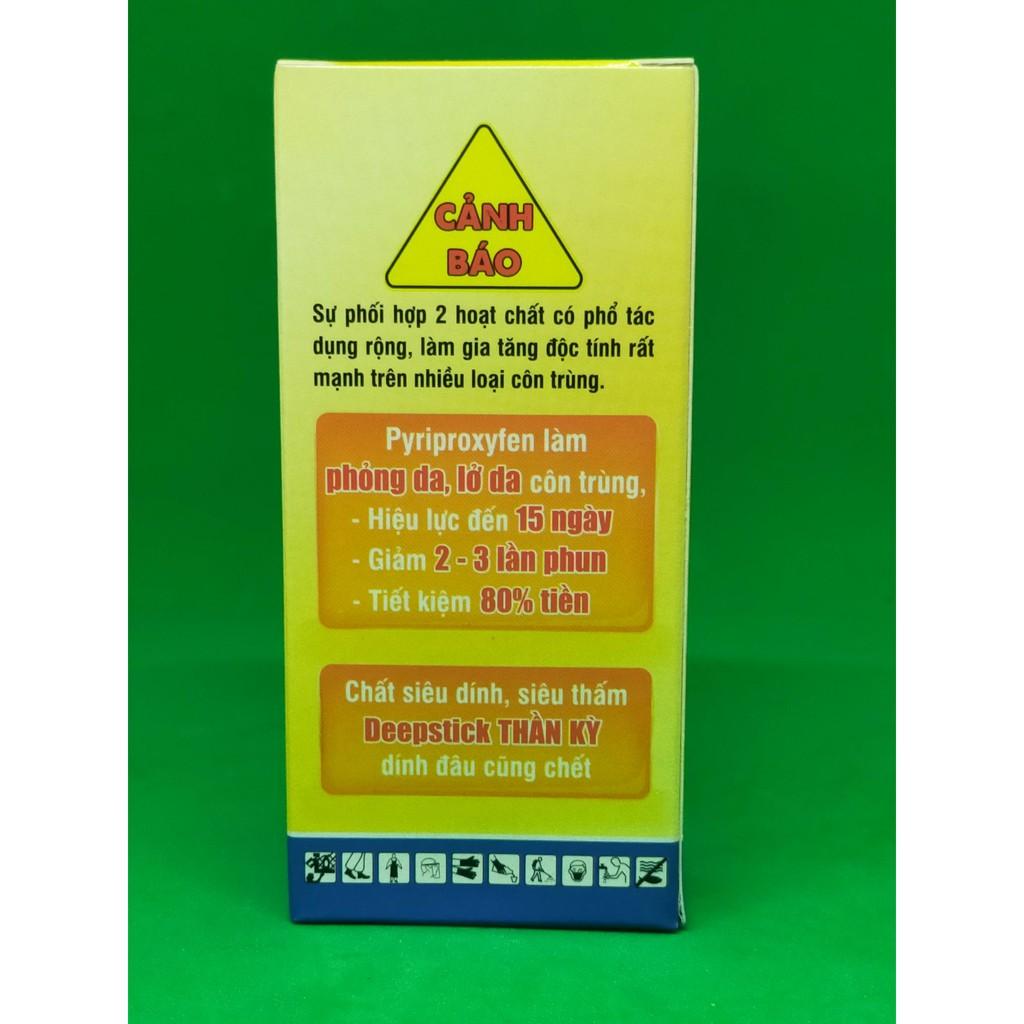 CẢNH
BÁO
Sự phối hợp 2 hoạt chất có phổ tác
dụng rộng, làm gia tăng độc tính rất
mạnh trên nhiều loại côn trùng.
Pyriproxyfen làm
phỏng da, lở da côn trùng,
- Hiệu lực đến 15 ngày
- Giảm 2 - 3 lần phun
- Tiết kiệm 80% tiền
Chất siêu dính, siêu thấm
Deepstick THẦN KỲ
dính đâu cũng chết